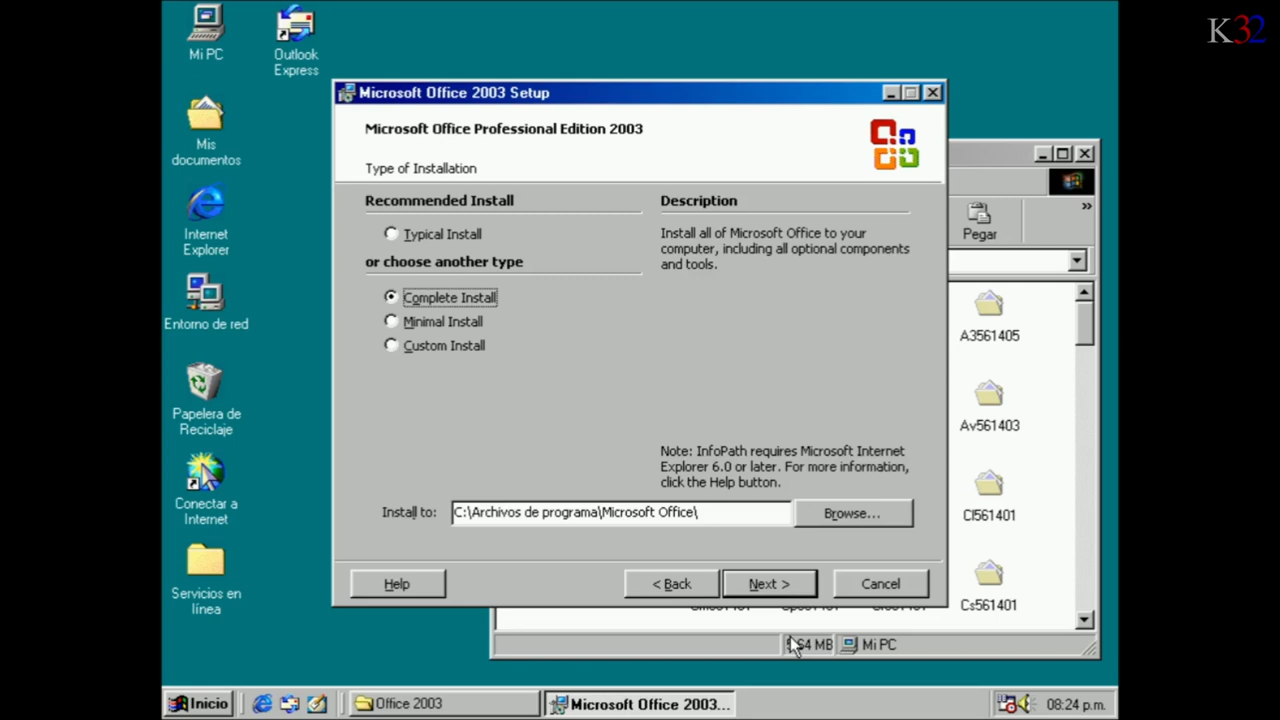 K32
Mi PC
Outlook
Express
Mis
documentos
Internet
Explorer
Entorno de red
Papelera de
Reciclaje
Conectar a
Internet
Servicios en
línea
Microsoft Office 2003 Setup
Microsoft Office Professional Edition 2003
Type of Installation
Recommended Install
Typical Install
or choose another type
Complete Install
Minimal Install
Custom Install
Description
Install all of Microsoft Office to your
computer, including all optional components
and tools.
Note: InfoPath requires Microsoft Internet
Explorer 6.0 or later. For more information,
click the Help button.
Install to:
C:\Archivos de programa\Microsoft Office\
Browse...
Help
< Back
Next >
Cancel
Pegar
»
A3561405
Av561403
Cl561401
Cs561401
MB
Mi PC
Inicio
Office 2003
Microsoft Office 2003...
08:24 p.m.